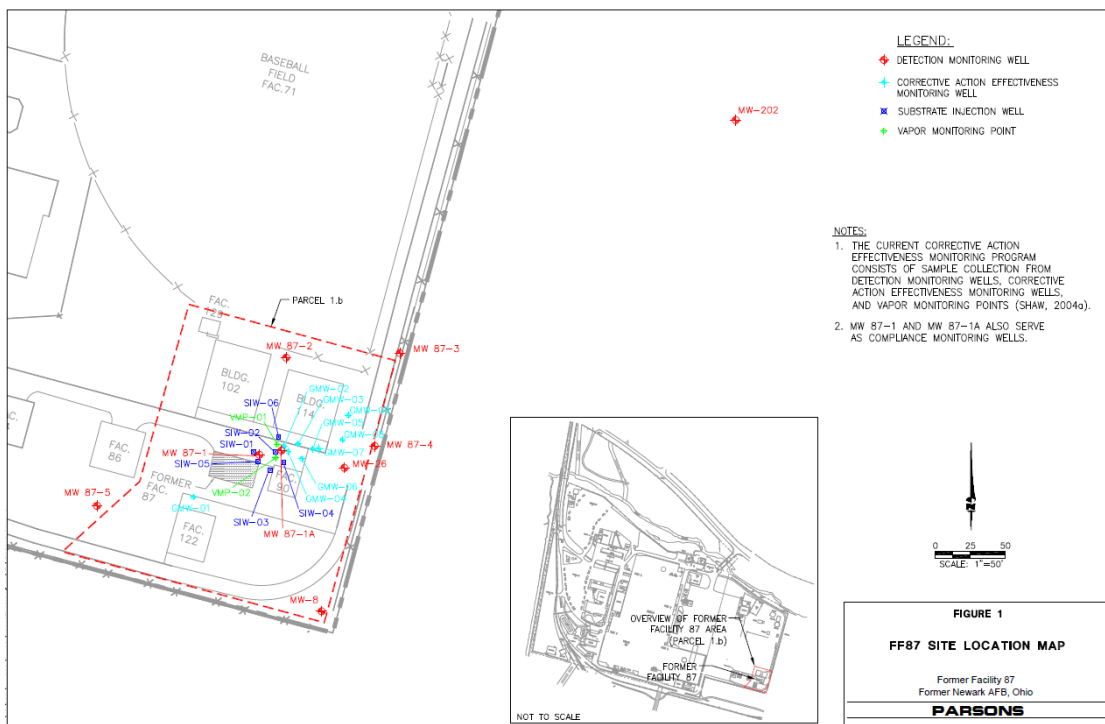 BASEBALL
FIELD
FAC.71
LEGEND:
DETECTION MONITORING WELL
CORRECTIVE ACTION EFFECTIVENESS
MONITORING WELL
SUBSTRATE INJECTION WELL
VAPOR MONITORING POINT
MW-202
NOTES:
1. THE CURRENT CORRECTIVE ACTION
EFFECTIVENESS MONITORING PROGRAM
CONSISTS OF SAMPLE COLLECTION FROM
DETECTION MONITORING WELLS, CORRECTIVE
ACTION EFFECTIVENESS MONITORING WELLS,
AND VAPOR MONITORING POINTS (SHAW, 2004a).
2. MW 87-1 AND MW 87-1A ALSO SERVE
AS COMPLIANCE MONITORING WELLS.
PARCEL 1.b
FAC.
MW 87-2
MW 87-3
BLDG.
102
BLDG.
114
GMW-02
GMW-03
SIW-06
GMW-05
VMP-01
SIW-02
SIW-01
MW 87-4
MW 87-1
GMW-07
SIW-05
MW-26
FAC.
86
FORMER
FAC.
87
FAC.
90
GMW-06
GMW-04
MW 87-5
VMP-02
GMW-01
SIW-03
SIW-04
FAC.
122
MW 87-1A
MW-8
0 25 50
SCALE: 1"=50'
OVERVIEW OF FORMER
FACILITY 87 AREA
(PARCEL 1.b)
FORMER
FACILITY 87
NOT TO SCALE
FIGURE 1
FF87 SITE LOCATION MAP
Former Facility 87
Former Newark AFB, Ohio
PARSONS